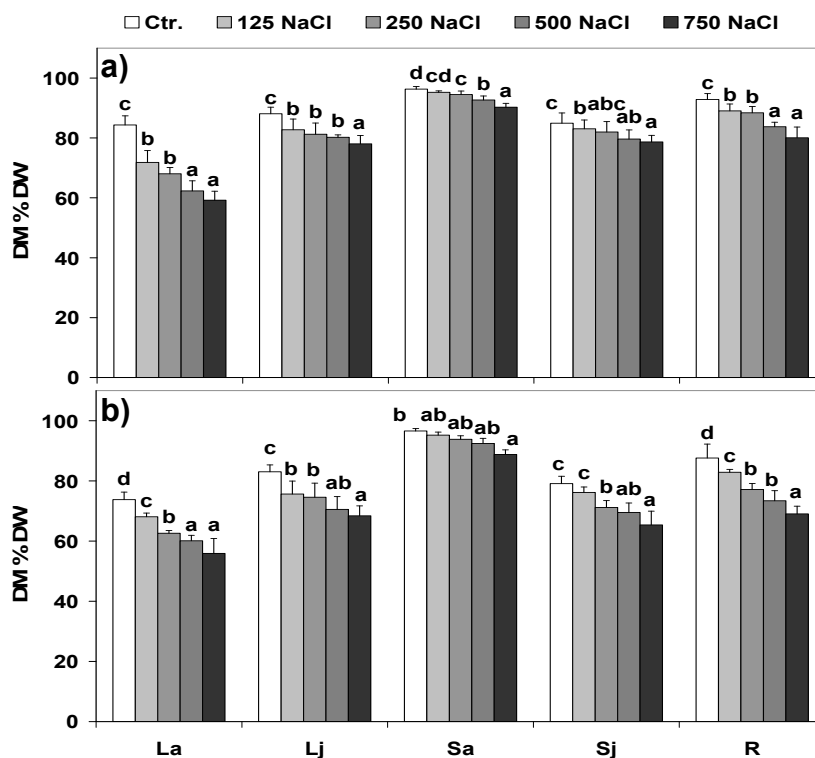 Ctr. 125 NaCl 250 NaCl 500 NaCl 750 NaCl
a)
DM % DW
100
80
60
40
20
0
c b b a a c b b b a d cd c b a c b abc ab a c b b a a
b)
DM % DW
100
80
60
40
20
0
d c b a a c b b ab a b ab ab ab a c c b ab a d c b b a
La Lj Sa Sj R